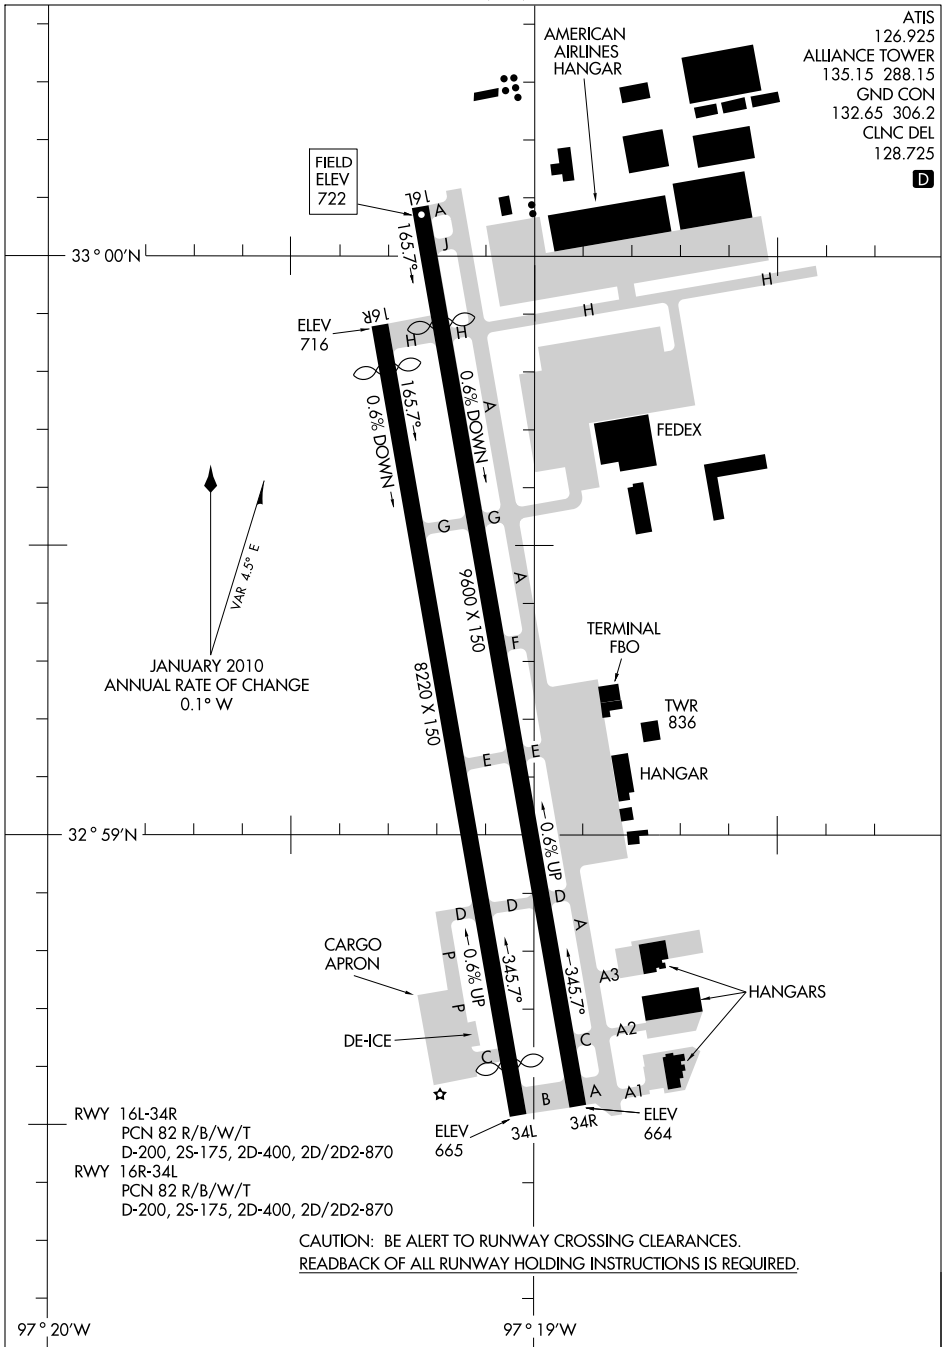 ATIS
126.925
ALLIANCE TOWER
135.15 288.15
GND CON
132.65 306.2
CLNC DEL
128.725
D
AMERICAN
AIRLINES
HANGAR
FIELD
ELEV
722
16L
A
J
165.7°
33° 00'N
H
H
ELEV
716
16R
H
H
165.7°
0.6% DOWN
0.6% DOWN
A
FEDEX
G
G
VAR 4.5° E
A
9600 X 150
F
TERMINAL
FBO
JANUARY 2010
ANNUAL RATE OF CHANGE
0.1° W
8220 X 150
TWR
836
E
E
HANGAR
32° 59'N
0.6% UP
D
D
D
A
CARGO
APRON
P
P
0.6% UP
345.7°
345.7°
A3
HANGARS
DE-ICE
C
C
A2
B
A
A1
ELEV
665
34L
34R
ELEV
664
RWY 16L-34R
PCN 82 R/B/W/T
D-200, 2S-175, 2D-400, 2D/2D2-870
RWY 16R-34L
PCN 82 R/B/W/T
D-200, 2S-175, 2D-400, 2D/2D2-870
CAUTION: BE ALERT TO RUNWAY CROSSING CLEARANCES.
READBACK OF ALL RUNWAY HOLDING INSTRUCTIONS IS REQUIRED.
97° 20'W
97° 19'W